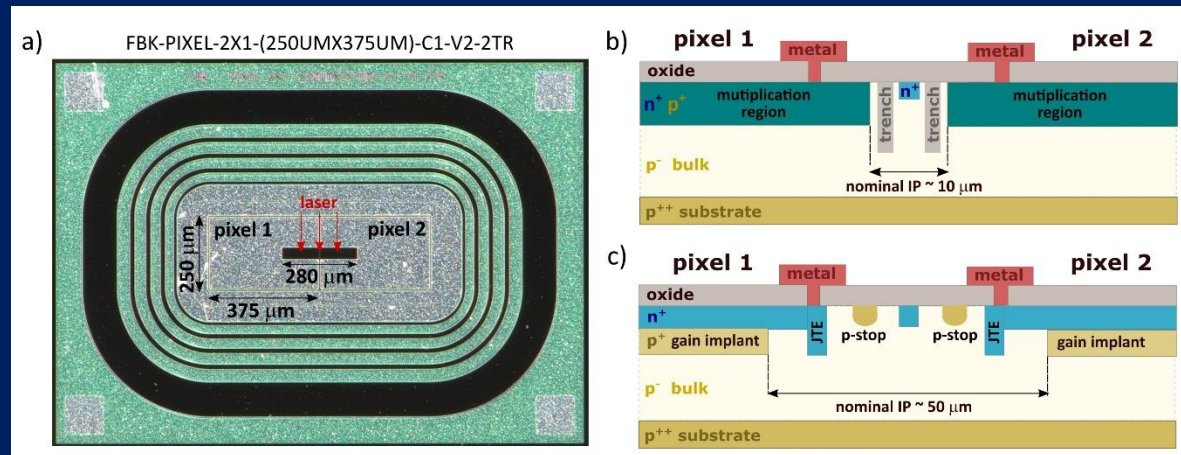 a)
FBK-PIXEL-2X1-(250UMX375UM)-C1-V2-2TR
laser
pixel 1
pixel 2
250 μm
280 μm
375 μm
b)
pixel 1
metal
metal
pixel 2
oxide
n⁺ p⁺
mutiplication
region
trench
n⁺
trench
mutiplication
region
p⁻ bulk
nominal IP ~ 10 μm
p⁺⁺ substrate
c)
pixel 1
metal
metal
pixel 2
oxide
n⁺
p⁺ gain implant
JTE
p-stop
p-stop
JTE
gain implant
p⁻ bulk
nominal IP ~ 50 μm
p⁺⁺ substrate